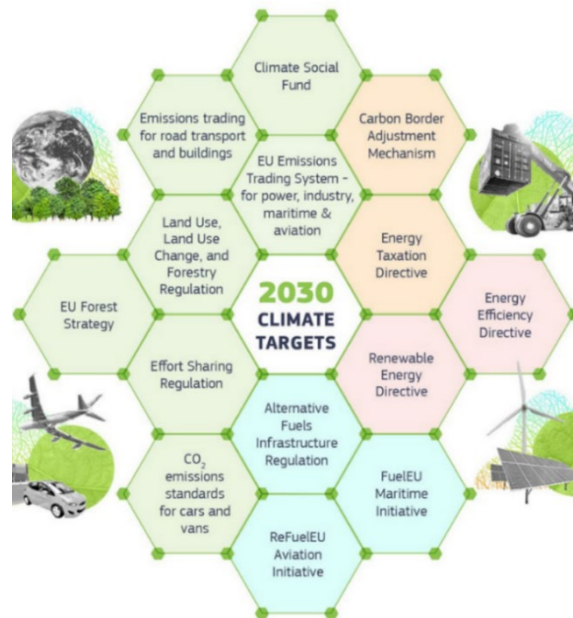 Climate Social
Fund
Emissions trading
for road transport
and buildings
Carbon Border
Adjustment
Mechanism
EU Emissions
Trading System -
for power, industry,
maritime &
aviation
Land Use,
Land Use
Change, and
Forestry
Regulation
Energy
Taxation
Directive
EU Forest
Strategy
2030
CLIMATE
TARGETS
Energy
Efficiency
Directive
Effort Sharing
Regulation
Renewable
Energy
Directive
Alternative
Fuels
Infrastructure
Regulation
CO₂
emissions
standards
for cars and
vans
FuelEU
Maritime
Initiative
ReFuelEU
Aviation
Initiative